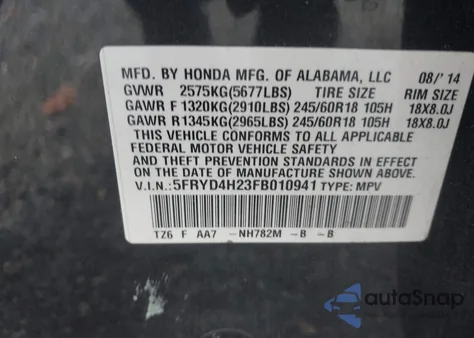 MFD. BY HONDA MFG. OF ALABAMA, LLC 08/'14
GVWR 2575KG(5677LBS) TIRE SIZE RIM SIZE
GAWR F 1320KG(2910LBS) 245/60R18 105H 18X8.0J
GAWR R 1345KG(2965LBS) 245/60R18 105H 18X8.0J
THIS VEHICLE CONFORMS TO ALL APPLICABLE
FEDERAL MOTOR VEHICLE SAFETY
AND THEFT PREVENTION STANDARDS IN EFFECT
ON THE DATE OF MANUFACTURE SHOWN ABOVE.
V.I.N.:5FRYD4H23FB010941 TYPE: MPV
TZ6 F AA7 -NH782M -B -B
autoSnap